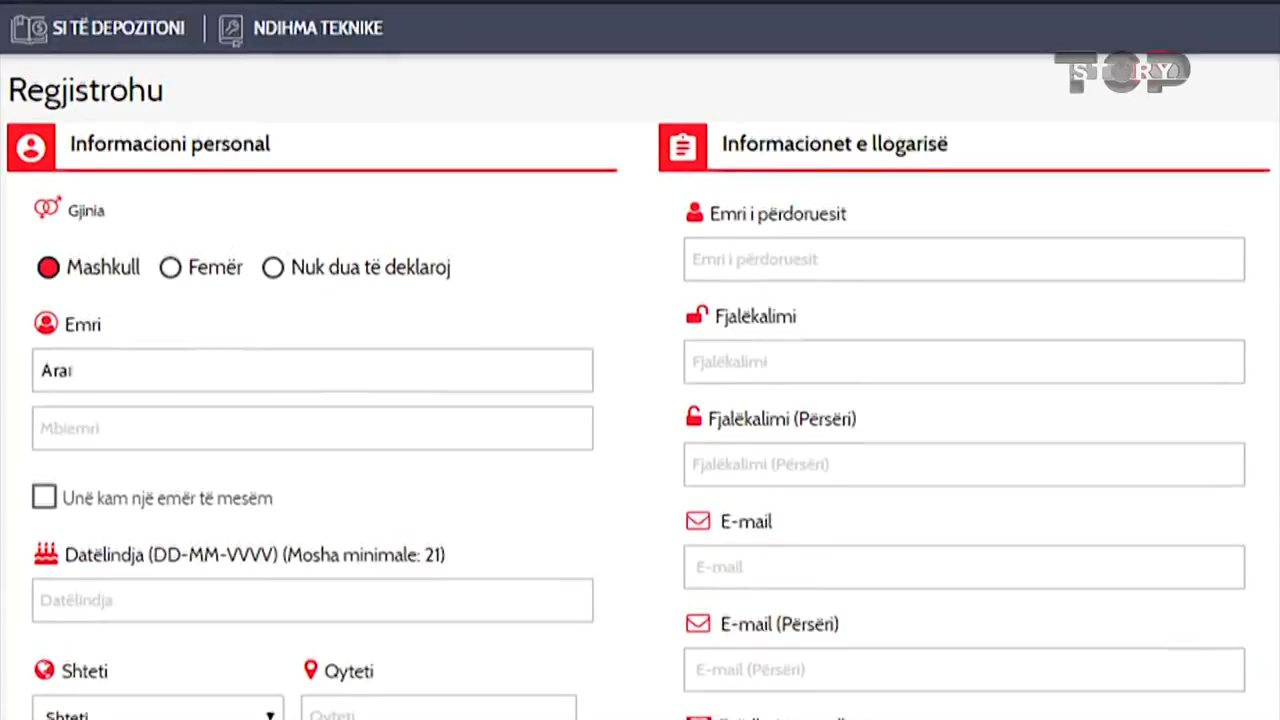 SI TË DEPOZITONI
NDIHMA TEKNIKE
TOP
STORY
Regjistrohu
Informacioni personal
Gjinia
Mashkull
Femër
Nuk dua të deklaroj
Emri
Arar
Mbiemri
Unë kam një emër të mesëm
Datëlindja (DD-MM-VVVV) (Mosha minimale: 21)
Datëlindja
Shteti
Qyteti
Shteti
Qyteti
Informacionet e llogarisë
Emri i përdoruesit
Emri i përdoruesit
Fjalëkalimi
Fjalëkalimi
Fjalëkalimi (Përsëri)
Fjalëkalimi (Përsëri)
E-mail
E-mail
E-mail (Përsëri)
E-mail (Përsëri)